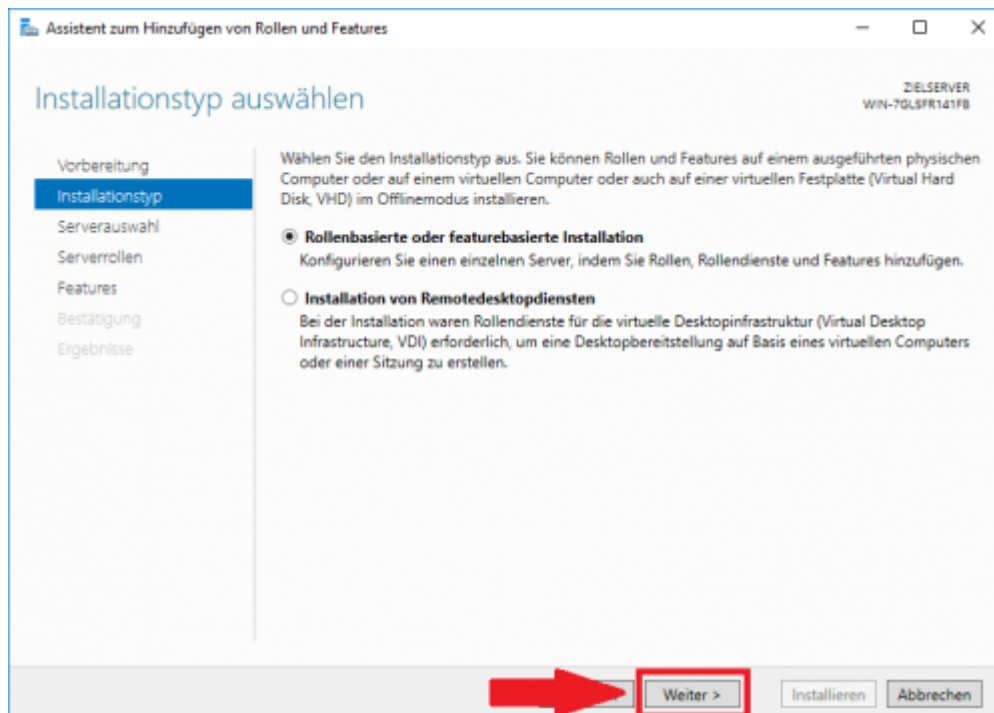 Assistent zum Hinzufügen von Rollen und Features
Installationstyp auswählen
ZIELSERVER
WIN-7GLSFR141FB
Vorbereitung
Installationstyp
Serverauswahl
Serverrollen
Features
Bestätigung
Ergebnisse
Wählen Sie den Installationstyp aus. Sie können Rollen und Features auf einem ausgeführten physischen
Computer oder auf einem virtuellen Computer oder auch auf einer virtuellen Festplatte (Virtual Hard
Disk, VHD) im Offlinemodus installieren.
Rollenbasierte oder featurebasierte Installation
Konfigurieren Sie einen einzelnen Server, indem Sie Rollen, Rollendienste und Features hinzufügen.
Installation von Remotedesktopdiensten
Bei der Installation waren Rollendienste für die virtuelle Desktopinfrastruktur (Virtual Desktop
Infrastructure, VDI) erforderlich, um eine Desktopbereitstellung auf Basis eines virtuellen Computers
oder einer Sitzung zu erstellen.
Weiter >
Installieren
Abbrechen